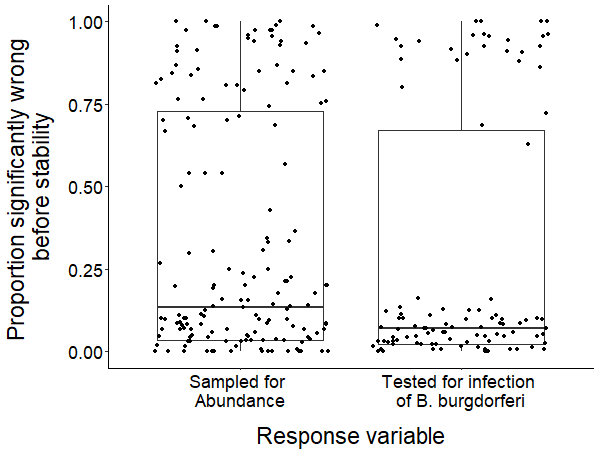 Proportion significantly wrong
before stability
1.00
0.75
0.50
0.25
0.00
Sampled for
Abundance
Tested for infection
of B. burgdorferi
Response variable